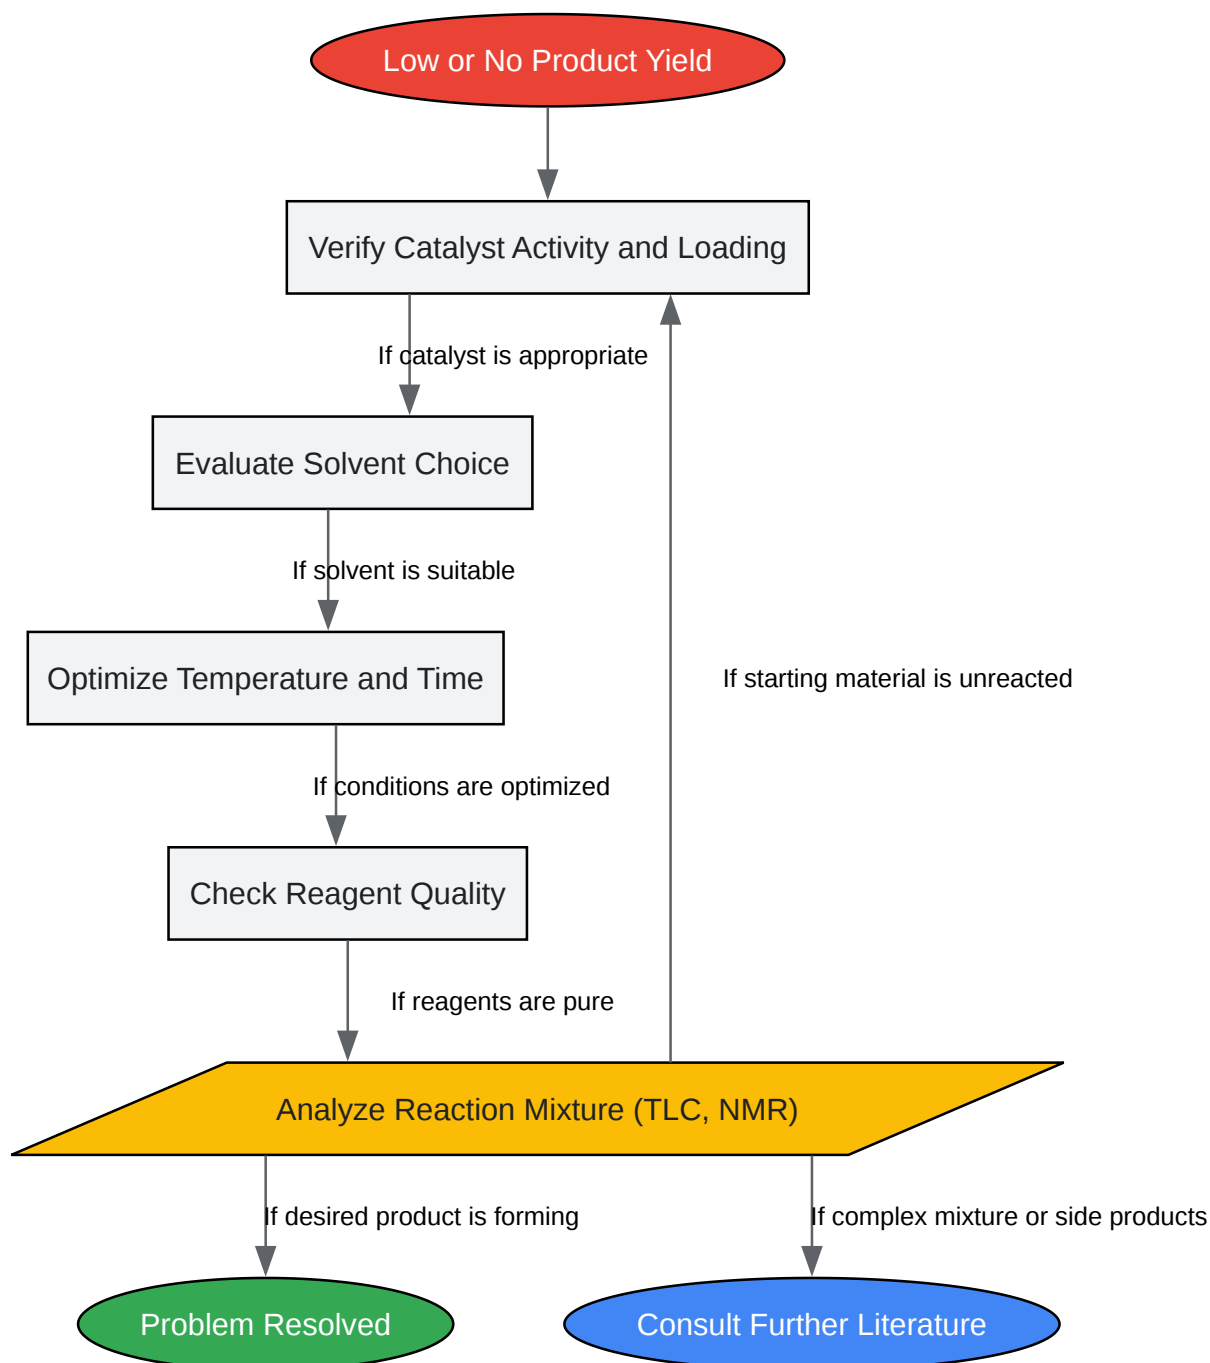 Low or No Product Yield
Verify Catalyst Activity and Loading
If catalyst is appropriate
Evaluate Solvent Choice
If solvent is suitable
Optimize Temperature and Time
If starting material is unreacted
If conditions are optimized
Check Reagent Quality
If reagents are pure
Analyze Reaction Mixture (TLC, NMR)
If desired product is forming
If complex mixture or side products
Problem Resolved
Consult Further Literature